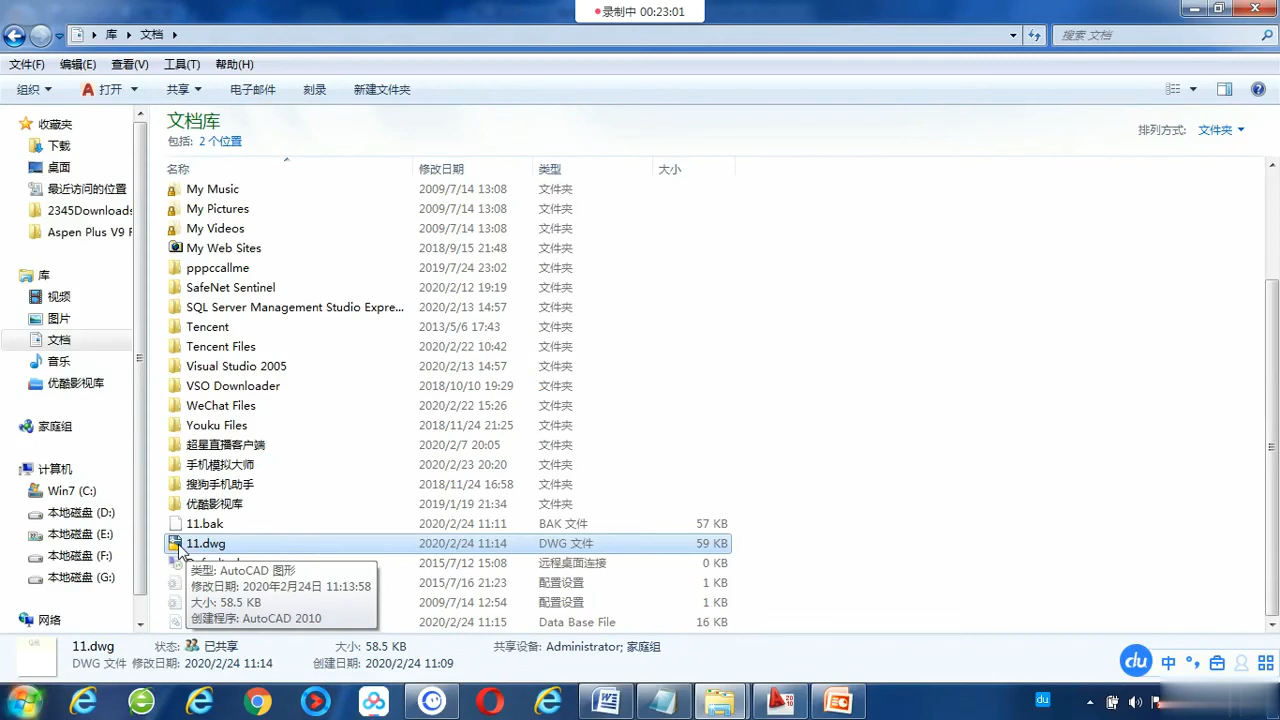 录制中 00:23:01
库 文档
搜索 文档
文件(F) 编辑(E) 查看(V) 工具(T) 帮助(H)
组织 打开 共享 电子邮件 刻录 新建文件夹
文档库
包括: 2 个位置
排列方式: 文件夹
名称 修改日期 类型 大小
收藏夹
下载
桌面
最近访问的位置
2345Downloads
Aspen Plus V9 F
库
视频
图片
文档
音乐
优酷影视库
家庭组
计算机
Win7 (C:)
本地磁盘 (D:)
本地磁盘 (E:)
本地磁盘 (F:)
本地磁盘 (G:)
网络
My Music 2009/7/14 13:08 文件夹
My Pictures 2009/7/14 13:08 文件夹
My Videos 2009/7/14 13:08 文件夹
My Web Sites 2018/9/15 21:48 文件夹
pppccallme 2019/7/24 23:02 文件夹
SafeNet Sentinel 2020/2/12 19:19 文件夹
SQL Server Management Studio Expre... 2020/2/13 14:57 文件夹
Tencent 2013/5/6 17:43 文件夹
Tencent Files 2020/2/22 10:42 文件夹
Visual Studio 2005 2020/2/13 14:57 文件夹
VSO Downloader 2018/10/10 19:29 文件夹
WeChat Files 2020/2/22 15:26 文件夹
Youku Files 2018/11/24 21:25 文件夹
超星直播客户端 2020/2/7 20:05 文件夹
手机模拟大师 2020/2/23 20:20 文件夹
搜狗手机助手 2018/11/24 16:58 文件夹
优酷影视库 2019/1/19 21:34 文件夹
11.bak 2020/2/24 11:11 BAK 文件 57 KB
11.dwg 2020/2/24 11:14 DWG 文件 59 KB
2015/7/12 15:08 远程桌面连接 0 KB
2015/7/16 21:23 配置设置 1 KB
2009/7/14 12:54 配置设置 1 KB
2020/2/24 11:15 Data Base File 16 KB
类型: AutoCAD 图形
修改日期: 2020年2月24日 11:13:58
大小: 58.5 KB
创建程序: AutoCAD 2010
11.dwg 状态: 已共享 大小: 58.5 KB 共享设备: Administrator; 家庭组
DWG 文件 修改日期: 2020/2/24 11:14 创建日期: 2020/2/24 11:09
du 中
du